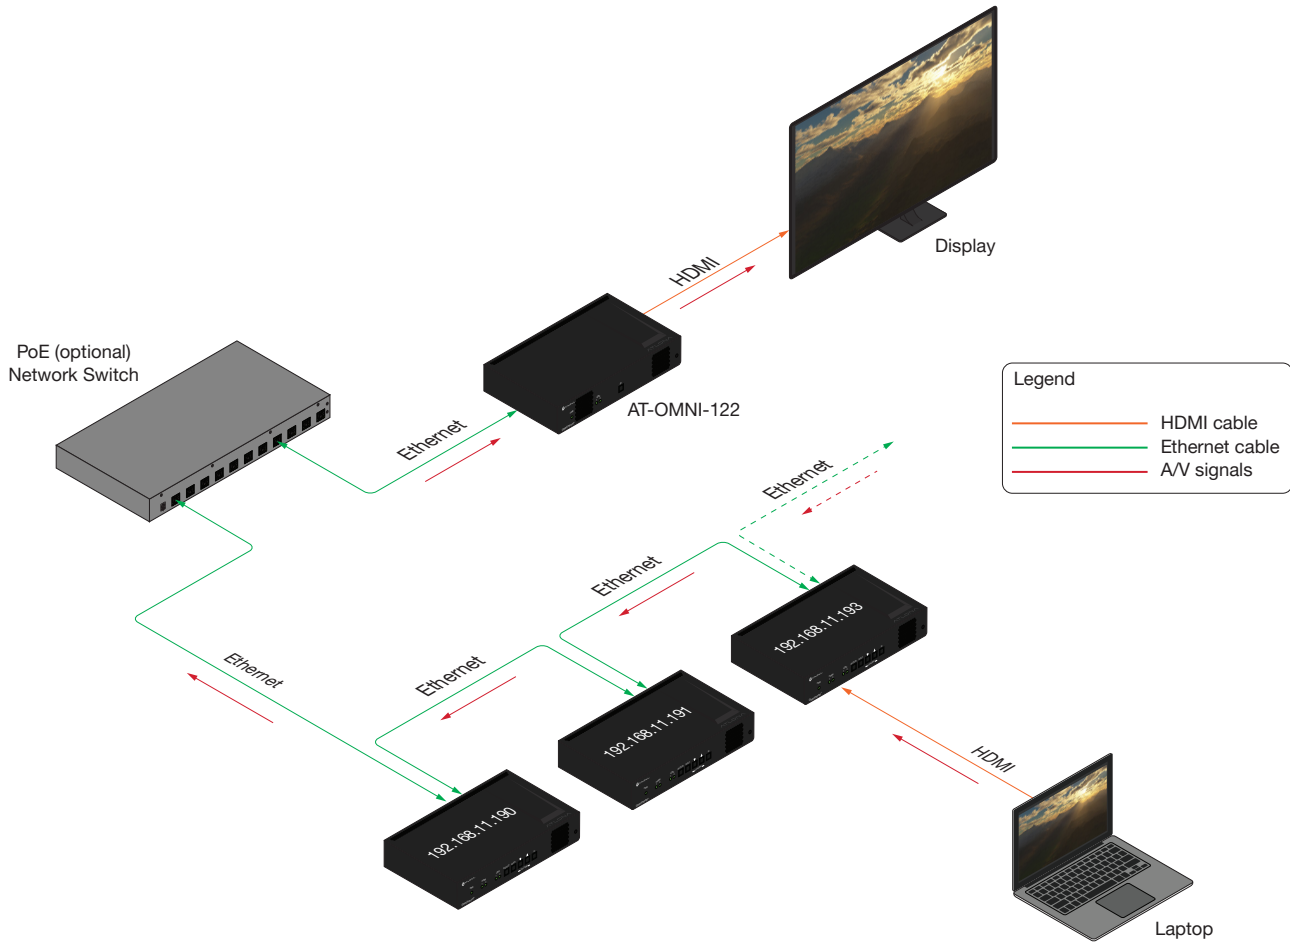 Display
HDMI
PoE (optional)
Network Switch
AT-OMNI-122
Ethernet
Legend
HDMI cable
Ethernet cable
A/V signals
Ethernet
Ethernet
192.168.11.193
Ethernet
Ethernet
192.168.11.191
HDMI
192.168.11.190
Laptop